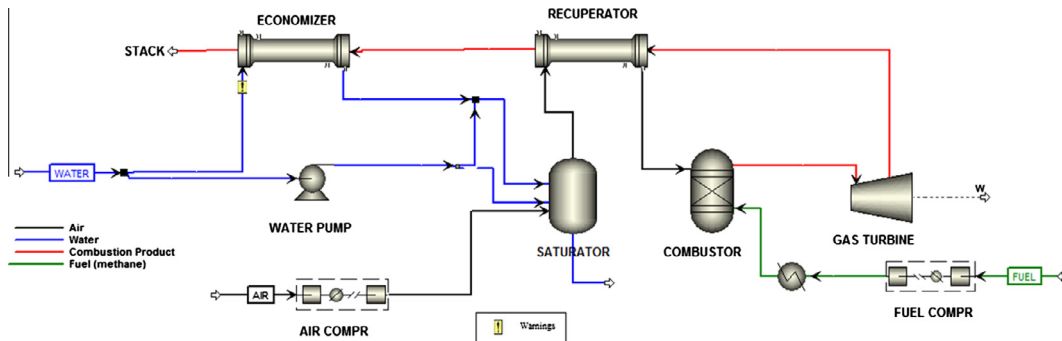 ECONOMIZER
RECUPERATOR
STACK
WATER
WATER PUMP
SATURATOR
COMBUSTOR
GAS TURBINE
W
Air
Water
Combustion Product
Fuel (methane)
AIR
AIR COMPR
FUEL
FUEL COMPR
! Warnings